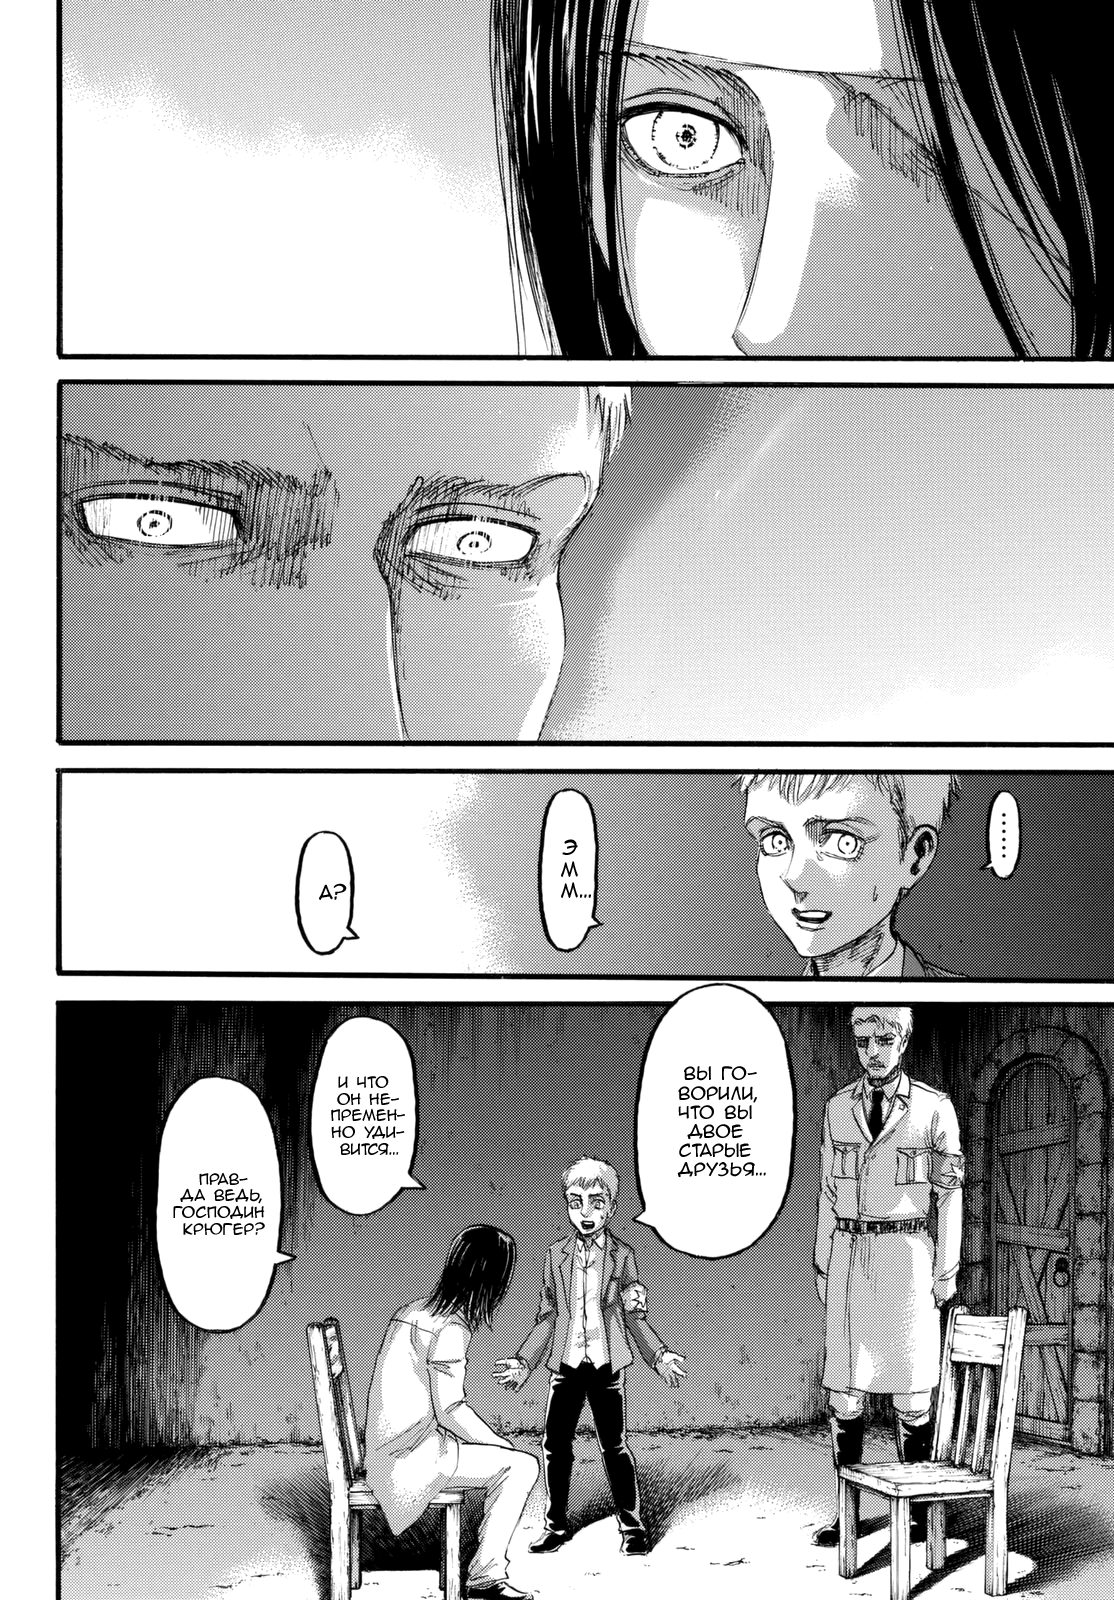 .......
Э
М
М...
А?
ВЫ ГО-
ВОРИЛИ,
ЧТО ВЫ
ДВОЕ
СТАРЫЕ
ДРУЗЬЯ...
И ЧТО
ОН НЕ-
ПРЕМЕН-
НО УДИ-
ВИТСЯ...
ПРАВ-
ДА ВЕДЬ,
ГОСПОДИН
КРЮГЕР?